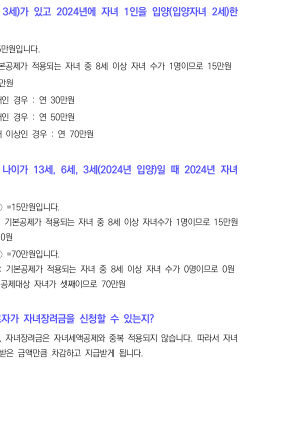 3세)가 있고 2024년에 자녀 1인을 입양(입양자녀 2세)한
만원입니다.
본공제가 적용되는 자녀 중 8세 이상 자녀 수가 1명이므로 15만원
만원
인 경우 : 연 30만원
인 경우 : 연 50만원
이상인 경우 : 연 70만원
나이가 13세, 6세, 3세(2024년 입양)일 때 2024년 자녀
=15만원입니다.
기본공제가 적용되는 자녀 중 8세 이상 자녀수가 1명이므로 15만원
0원
=70만원입니다.
: 기본공제가 적용되는 자녀 중 8세 이상 자녀 수가 0명이므로 0원
공제대상 자녀가 셋째이므로 70만원
자가 자녀장려금을 신청할 수 있는지?
, 자녀장려금은 자녀세액공제와 중복 적용되지 않습니다. 따라서 자녀
받은 금액만큼 차감하고 지급받게 됩니다.